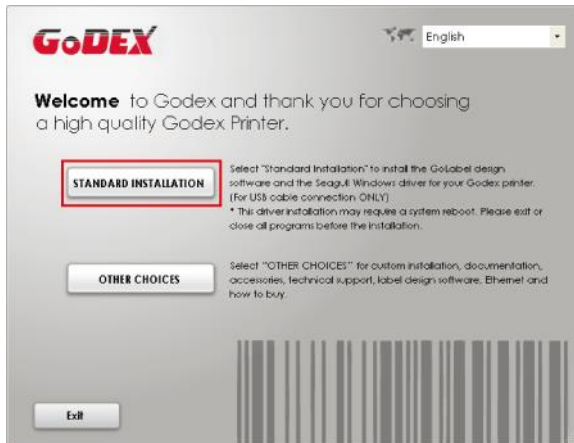 GoDEX
English
Welcome to Godex and thank you for choosing
a high quality Godex Printer.
STANDARD INSTALLATION
Select "Standard Installation" to install the GoLabel design
software and the Seagull Windows driver for your Godex printer.
(For USB cable connection ONLY)
* This driver installation may require a system reboot. Please exit or
close all programs before the installation.
OTHER CHOICES
Select "OTHER CHOICES" for custom installation, documentation,
accessories, technical support, label design software, Ethernet and
how to buy.
Exit